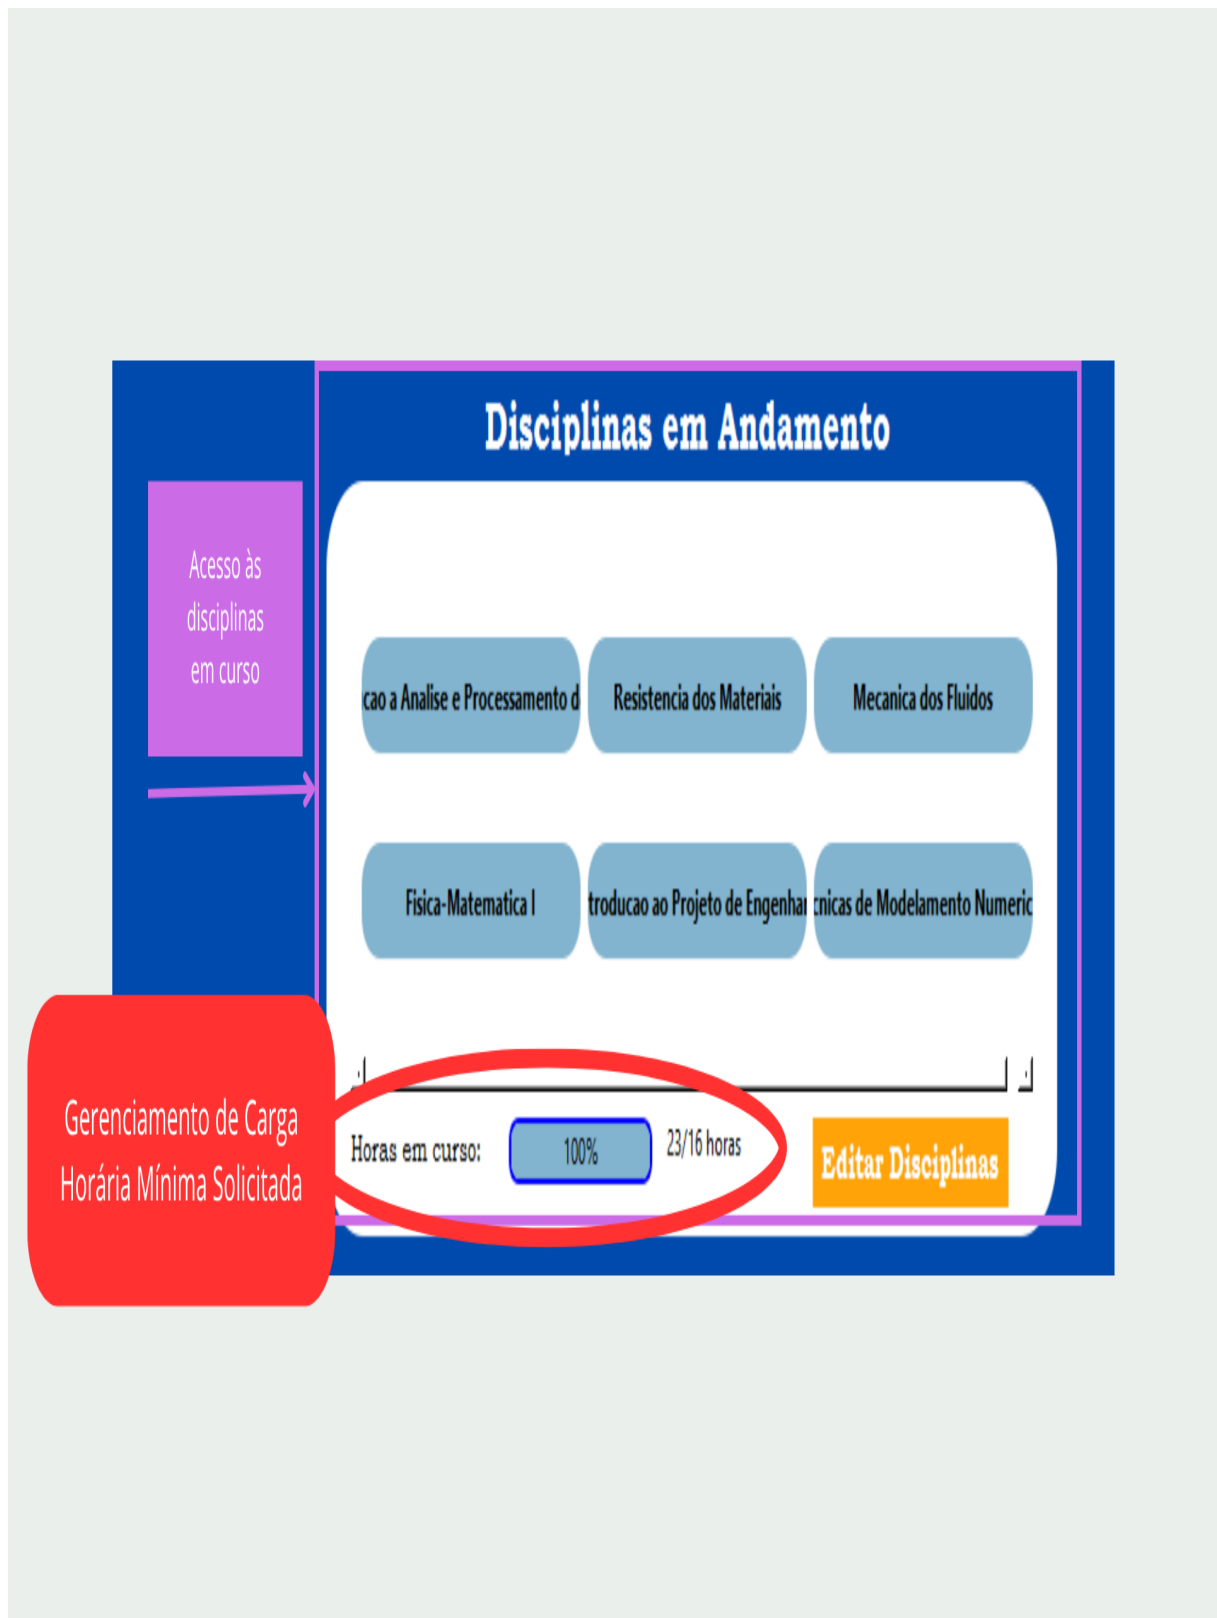 Disciplinas em Andamento
Acesso às
disciplinas
em curso
cao a Analise e Processamento d
Resistencia dos Materiais
Mecanica dos Fluidos
Fisica-Matematica I
troducao ao Projeto de Engenhar
cnicas de Modelamento Numeric
Gerenciamento de Carga
Horária Mínima Solicitada
Horas em curso:
100%
23/16 horas
Editar Disciplinas